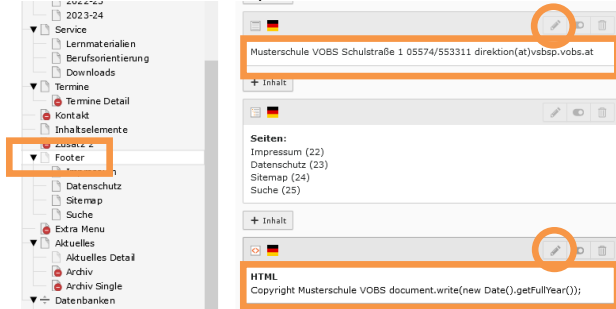 2022-23
2023-24
Service
Lernmaterialien
Berufsorientierung
Downloads
Termine
Termine Detail
Kontakt
Inhaltselemente
Zusatz 2
Footer
Impressum
Datenschutz
Sitemap
Suche
Extra Menu
Aktuelles
Aktuelles Detail
Archiv
Archiv Single
Datenbanken
Musterschule VOBS Schulstraße 1 05574/553311 direktion(at)vsbsp.vobs.at
+ Inhalt
Seiten:
Impressum (22)
Datenschutz (23)
Sitemap (24)
Suche (25)
+ Inhalt
HTML
Copyright Musterschule VOBS document.write(new Date().getFullYear());